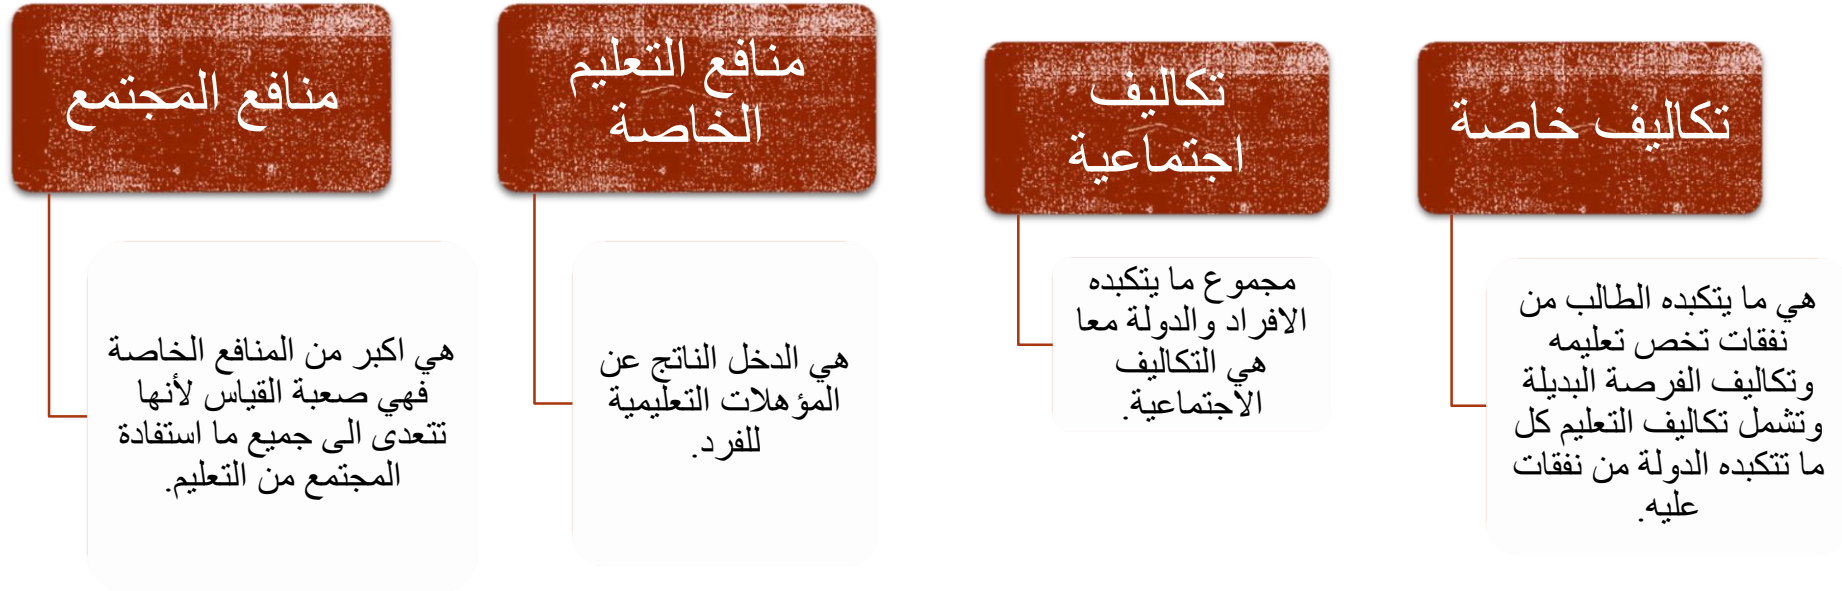 تكاليف خاصة
هي ما يتكبده الطالب من
نفقات تخص تعليمه
وتكاليف الفرصة البديلة
وتشمل تكاليف التعليم كل
ما تتكبده الدولة من نفقات
عليه.
تكاليف
اجتماعية
مجموع ما يتكبده
الافراد والدولة معا
هي التكاليف
الاجتماعية.
منافع التعليم
الخاصة
هي الدخل الناتج عن
المؤهلات التعليمية
للفرد.
منافع المجتمع
هي اكبر من المنافع الخاصة
فهي صعبة القياس لأنها
تتعدى الى جميع ما استفادة
المجتمع من التعليم.